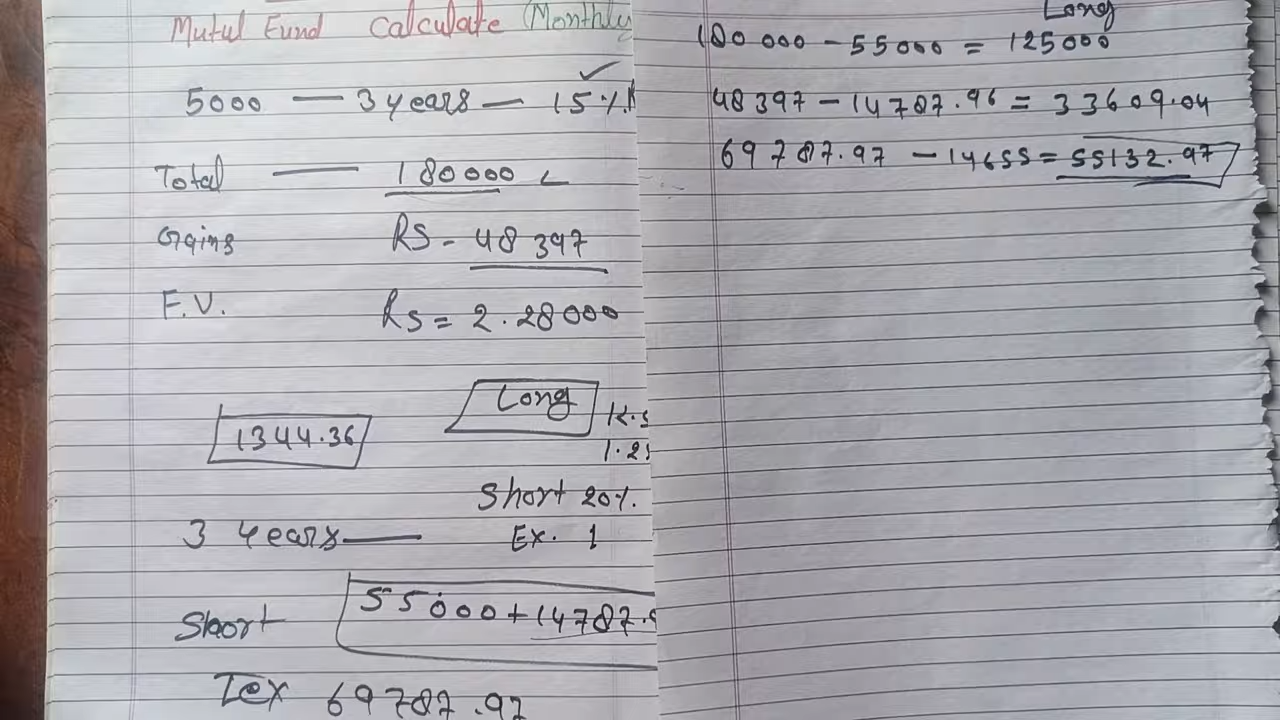 Mutul Fund Calculate (Monthly
5000 — 3 years — 15%
Total — 180000
Gains RS - 48397
F.V. Rs = 2.28000
Long
1344.36
Short 20%.
3 years — Ex. 1
Short 55000+14787.9
Tex 69787.97
Long
180000 - 55000 = 125000
48397 - 14787.96 = 33609.04
69787.97 - 14655 = 55132.97